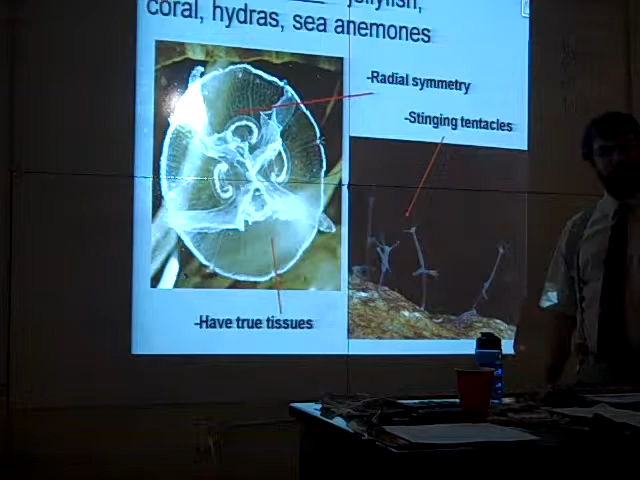 jellyfish,
coral, hydras, sea anemones
-Radial symmetry
-Stinging tentacles
-Have true tissues